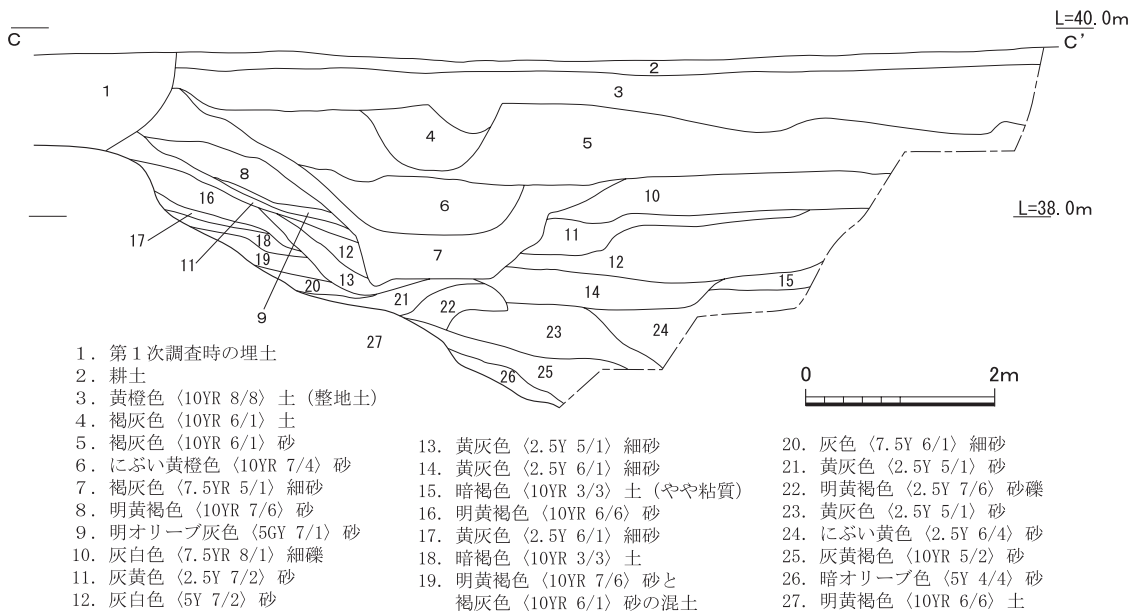 L=40.0m
C
C'
2
1
3
4
5
8
10
16
6
L=38.0m
17
11
7
18
12
12
11
19
13
15
20
21
14
22
9
23
24
27
25
26
0
2m
1. 第1次調査時の埋土
2. 耕土
3. 黄橙色〈10YR 8/8〉土(整地土)
4. 褐灰色〈10YR 6/1〉土
5. 褐灰色〈10YR 6/1〉砂
6. にぶい黄橙色〈10YR 7/4〉砂
7. 褐灰色〈7.5YR 5/1〉細砂
8. 明黄褐色〈10YR 7/6〉砂
9. 明オリーブ灰色〈5GY 7/1〉砂
10. 灰白色〈7.5YR 8/1〉細礫
11. 灰黄色〈2.5Y 7/2〉砂
12. 灰白色〈5Y 7/2〉砂
13. 黄灰色〈2.5Y 5/1〉細砂
14. 黄灰色〈2.5Y 6/1〉細砂
15. 暗褐色〈10YR 3/3〉土(やや粘質)
16. 明黄褐色〈10YR 6/6〉砂
17. 黄灰色〈2.5Y 6/1〉細砂
18. 暗褐色〈10YR 3/3〉土
19. 明黄褐色〈10YR 7/6〉砂と
褐灰色〈10YR 6/1〉砂の混土
20. 灰色〈7.5Y 6/1〉細砂
21. 黄灰色〈2.5Y 5/1〉砂
22. 明黄褐色〈2.5Y 7/6〉砂礫
23. 黄灰色〈2.5Y 5/1〉砂
24. にぶい黄色〈2.5Y 6/4〉砂
25. 灰黄褐色〈10YR 5/2〉砂
26. 暗オリーブ色〈5Y 4/4〉砂
27. 明黄褐色〈10YR 6/6〉土